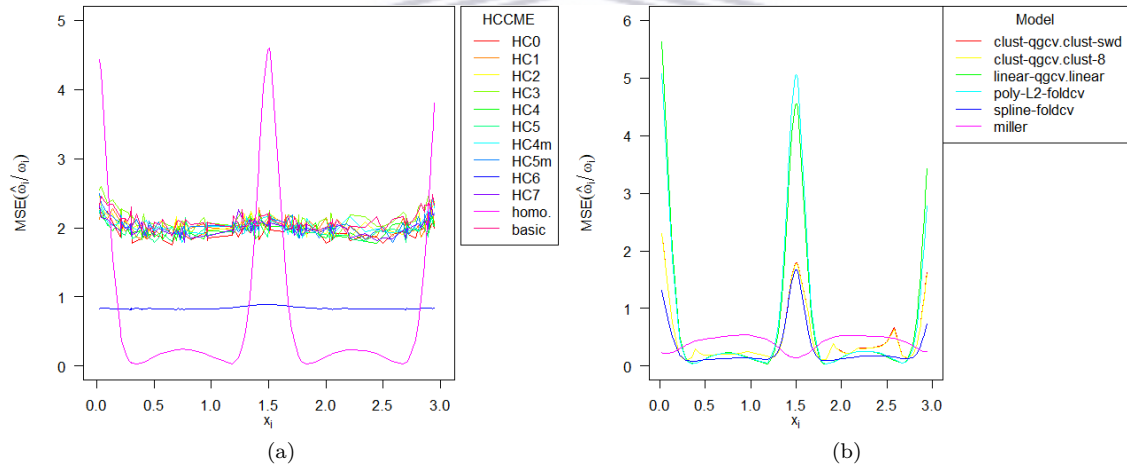 HCCME
HC0
HC1
HC2
HC3
HC4
HC5
HC4m
HC5m
HC6
HC7
homo.
basic
MSE(ω̂i/ωi)
5
4
3
2
1
0
0.0 0.5 1.0 1.5 2.0 2.5 3.0
xi
(a)
Model
clust-qgcv.clust-swd
clust-qgcv.clust-8
linear-qgcv.linear
poly-L2-foldcv
spline-foldcv
miller
MSE(ω̂i/ωi)
6
5
4
3
2
1
0
0.0 0.5 1.0 1.5 2.0 2.5 3.0
xi
(b)